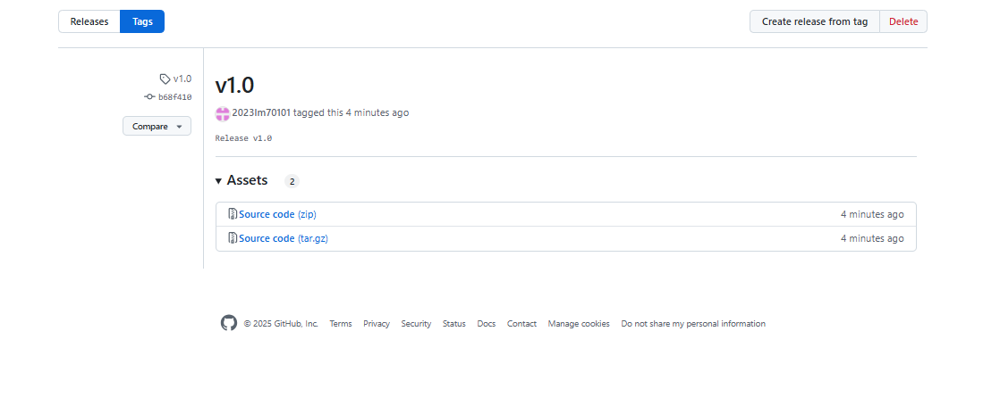 Releases Tags Create release from tag Delete
v1.0
b68f410
Compare
v1.0
2023lm70101 tagged this 4 minutes ago
Release v1.0
Assets 2
Source code (zip) 4 minutes ago
Source code (tar.gz) 4 minutes ago
© 2025 GitHub, Inc. Terms Privacy Security Status Docs Contact Manage cookies Do not share my personal information